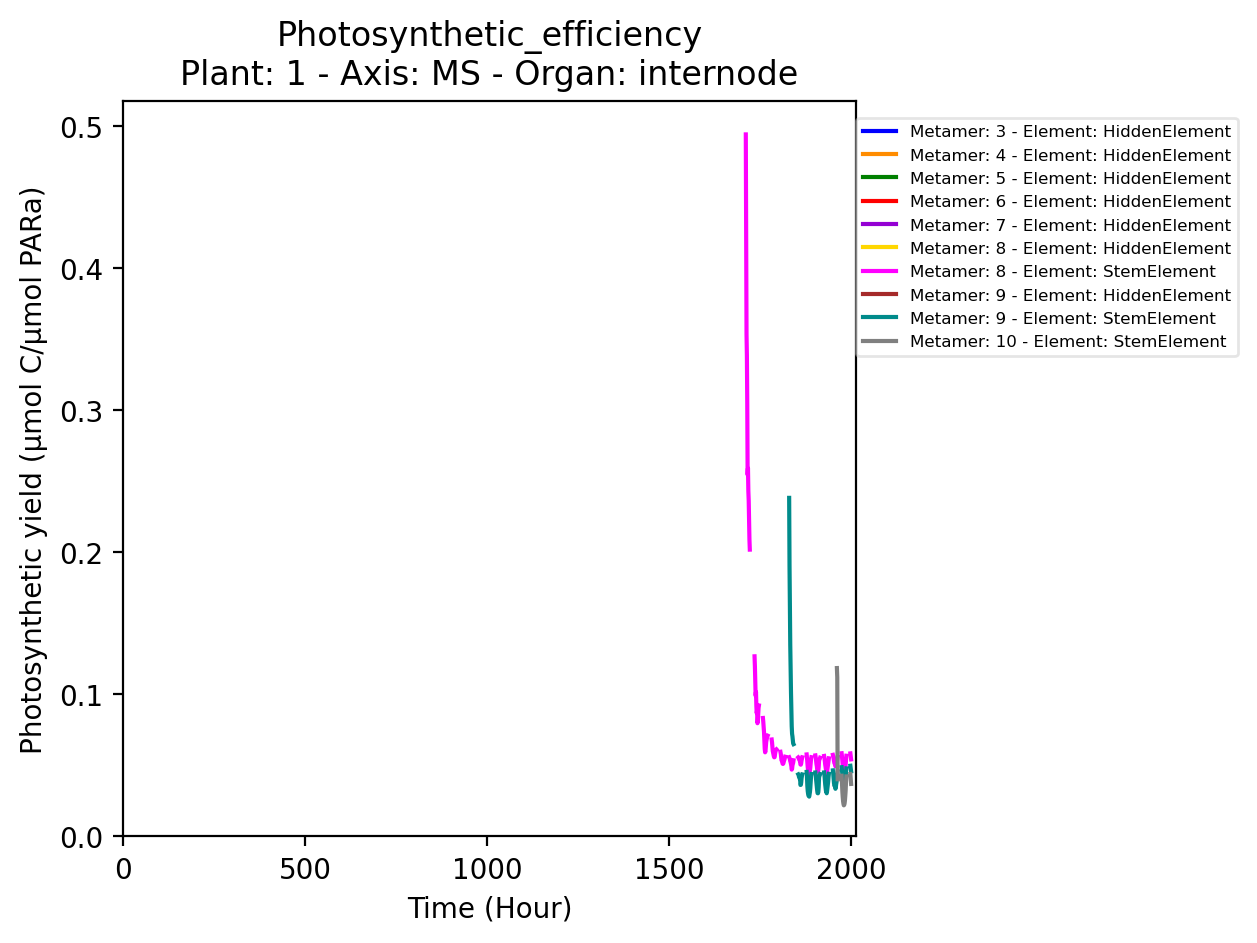 Photosynthetic_efficiency
Plant: 1 - Axis: MS - Organ: internode
Photosynthetic yield (µmol C/µmol PARa)
0.5
0.4
0.3
0.2
0.1
0.0
0
500
1000
1500
2000
Time (Hour)
Metamer: 3 - Element: HiddenElement
Metamer: 4 - Element: HiddenElement
Metamer: 5 - Element: HiddenElement
Metamer: 6 - Element: HiddenElement
Metamer: 7 - Element: HiddenElement
Metamer: 8 - Element: HiddenElement
Metamer: 8 - Element: StemElement
Metamer: 9 - Element: HiddenElement
Metamer: 9 - Element: StemElement
Metamer: 10 - Element: StemElement